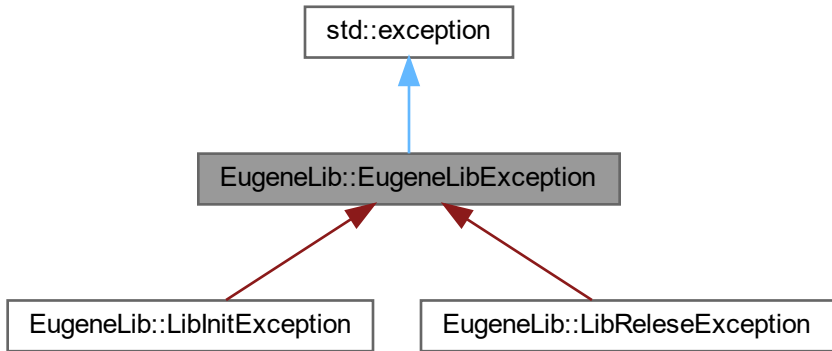 std::exception
EugeneLib::EugeneLibException
EugeneLib::LibInitException
EugeneLib::LibReleseException